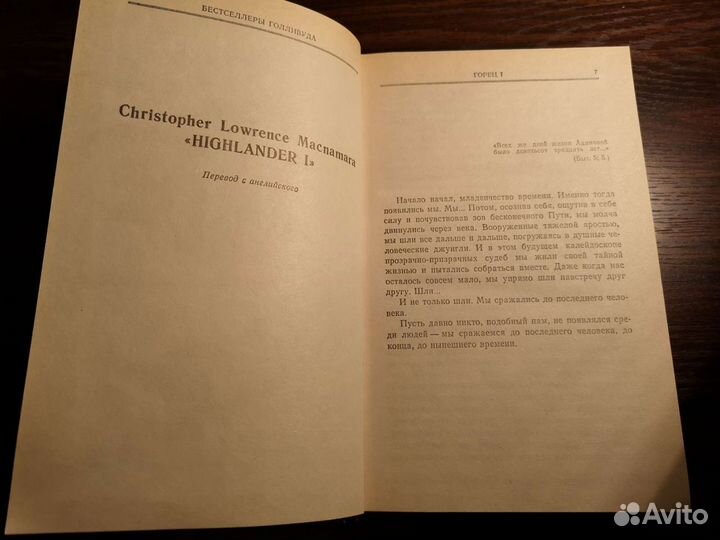 БЕСТСЕЛЛЕРЫ ГОЛЛИВУДА
Christopher Lowrence Macnamara
«HIGHLANDER I»
Перевод с английского
ГОРЕЦ I
7
«Всех же дней жизни Адамовой
было девятьсот тридцать лет...»
(Быт. 5; 5.)
Начало начал, младенчество времени. Именно тогда
появились мы. Мы... Потом, осознав себя, ощутив в себе
силу и почувствовав зов бесконечного Пути, мы молча
двинулись через века. Вооруженные тяжелой яростью,
мы шли все дальше и дальше, погружаясь в душные че-
ловеческие джунгли. И в этом будущем калейдоскопе
прозрачно-призрачных судеб мы жили своей тайной
жизнью и пытались собраться вместе. Даже когда нас
осталось совсем мало, мы упрямо шли навстречу друг
другу. Шли...
И не только шли. Мы сражались до последнего чело-
века.
Пусть давно никто, подобный нам, не появлялся сре-
ди людей — мы сражаемся до последнего человека, до
конца, до нынешнего времени.
Avito